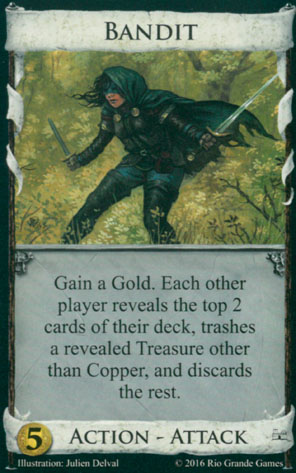 BANDIT
Gain a Gold. Each other
player reveals the top 2
cards of their deck, trashes
a revealed Treasure other
than Copper, and discards
the rest.
5 ACTION - ATTACK
Illustration: Julien Delval © 2016 Rio Grande Games